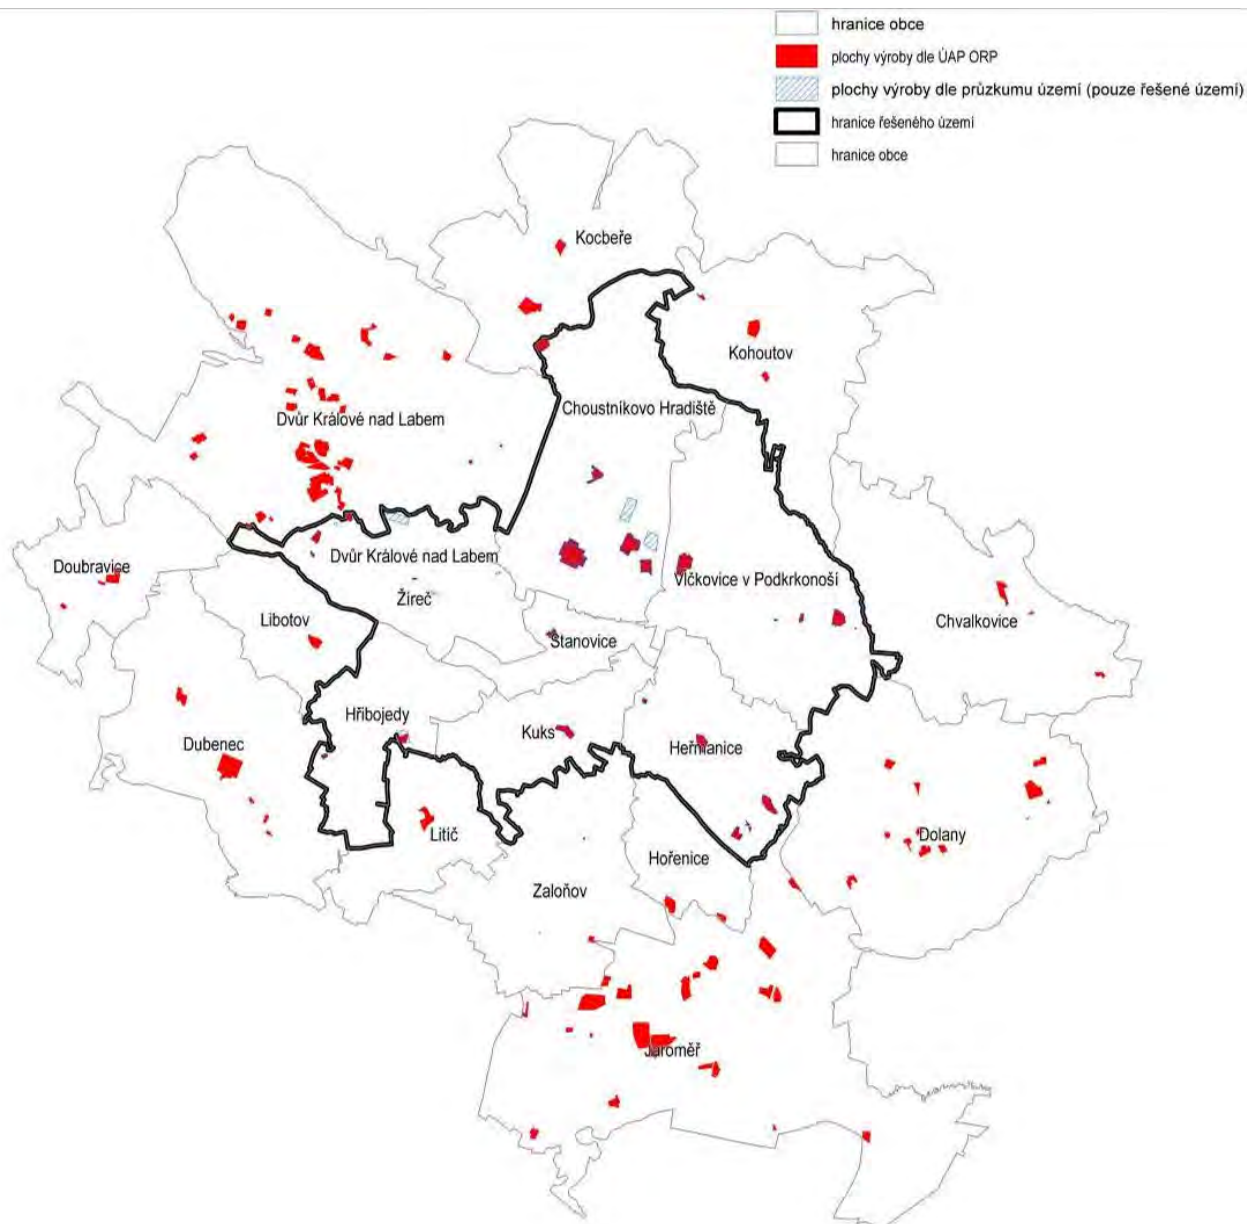 hranice obce
plochy výroby dle ÚAP ORP
plochy výroby dle průzkumu území (pouze řešené území)
hranice řešeného území
hranice obce
Kocbeře
Kohoutov
Choustníkovo Hradiště
Dvůr Králové nad Labem
Dvůr Králové nad Labem
Doubravice
Vlčkovice v Podkrkonoší
Žireč
Libotov
Chvalkovice
Stanovice
Hřibojedy
Kuks
Dubenec
Heřmanice
Litíč
Dolany
Hořenice
Zaloňov
Jaroměř